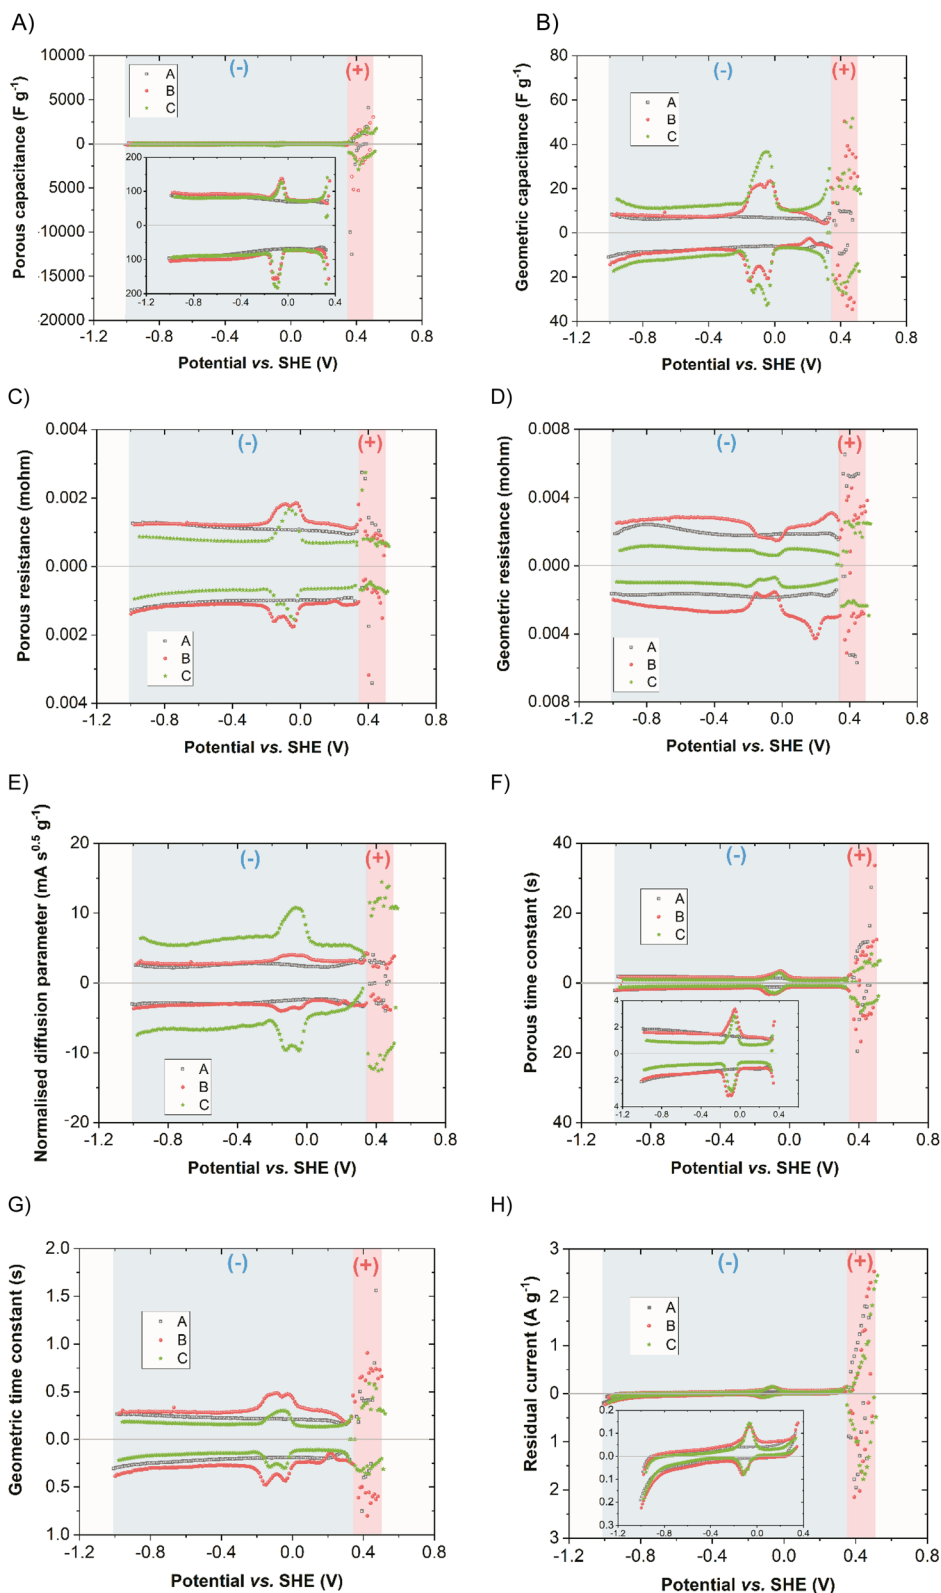 A)
B)
10000
5000
0
5000
10000
15000
20000
-1.2
-0.8
-0.4
0.0
0.4
0.8
Porous capacitance (F g-1)
Potential vs. SHE (V)
(-)
(+)
A
B
C
200
100
0
100
200
-1.2
-0.8
-0.4
0.0
0.4
80
60
40
20
0
20
40
-1.2
-0.8
-0.4
0.0
0.4
0.8
Geometric capacitance (F g-1)
Potential vs. SHE (V)
(-)
(+)
A
B
C
C)
D)
0.004
0.002
0.000
0.002
0.004
-1.2
-0.8
-0.4
0.0
0.4
0.8
Porous resistance (mohm)
Potential vs. SHE (V)
(-)
(+)
A
B
C
0.008
0.004
0.000
0.004
0.008
-1.2
-0.8
-0.4
0.0
0.4
0.8
Geometric resistance (mohm)
Potential vs. SHE (V)
(-)
(+)
A
B
C
E)
F)
20
10
0
-10
-20
-1.2
-0.8
-0.4
0.0
0.4
0.8
Normalised diffusion parameter (mA s0.5 g-1)
Potential vs. SHE (V)
(-)
(+)
A
B
C
40
20
0
20
40
-1.2
-0.8
-0.4
0.0
0.4
0.8
Porous time constant (s)
Potential vs. SHE (V)
(-)
(+)
A
B
C
4
2
0
2
4
-1.2
-0.8
-0.4
0.0
0.4
G)
H)
2.0
1.5
1.0
0.5
0.0
0.5
1.0
-1.2
-0.8
-0.4
0.0
0.4
0.8
Geometric time constant (s)
Potential vs. SHE (V)
(-)
(+)
A
B
C
3
2
1
0
1
2
3
-1.2
-0.8
-0.4
0.0
0.4
0.8
Residual current (A g-1)
Potential vs. SHE (V)
(-)
(+)
A
B
C
0.2
0.1
0.0
0.1
0.2
0.3
-1.2
-0.8
-0.4
0.0
0.4